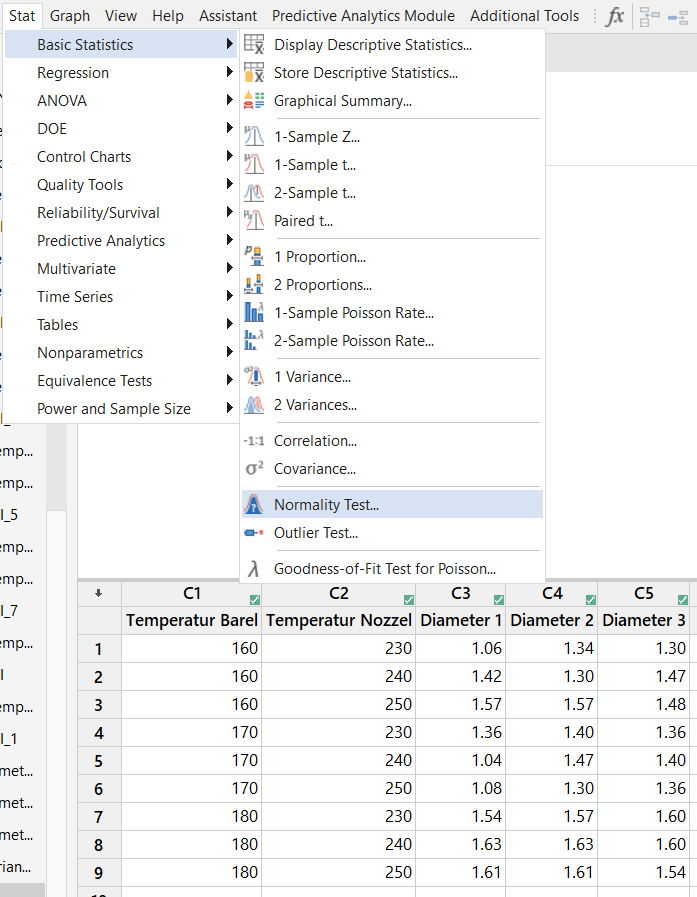 Stat Graph View Help Assistant Predictive Analytics Module Additional Tools fx
Basic Statistics
Regression
ANOVA
DOE
Control Charts
Quality Tools
Reliability/Survival
Predictive Analytics
Multivariate
Time Series
Tables
Nonparametrics
Equivalence Tests
Power and Sample Size
Display Descriptive Statistics...
Store Descriptive Statistics...
Graphical Summary...
1-Sample Z...
1-Sample t...
2-Sample t...
Paired t...
1 Proportion...
2 Proportions...
1-Sample Poisson Rate...
2-Sample Poisson Rate...
1 Variance...
2 Variances...
-1:1 Correlation...
σ² Covariance...
Normality Test...
Outlier Test...
λ Goodness-of-Fit Test for Poisson...
emp...
emp...
l_5
emp...
emp...
l_7
emp...
l
emp...
l_1
met...
met...
met...
rian...
C1 C2 C3 C4 C5
Temperatur Barel Temperatur Nozzel Diameter 1 Diameter 2 Diameter 3
1 160 230 1.06 1.34 1.30
2 160 240 1.42 1.30 1.47
3 160 250 1.57 1.57 1.48
4 170 230 1.36 1.40 1.36
5 170 240 1.04 1.47 1.40
6 170 250 1.08 1.30 1.36
7 180 230 1.54 1.57 1.60
8 180 240 1.63 1.63 1.60
9 180 250 1.61 1.61 1.54